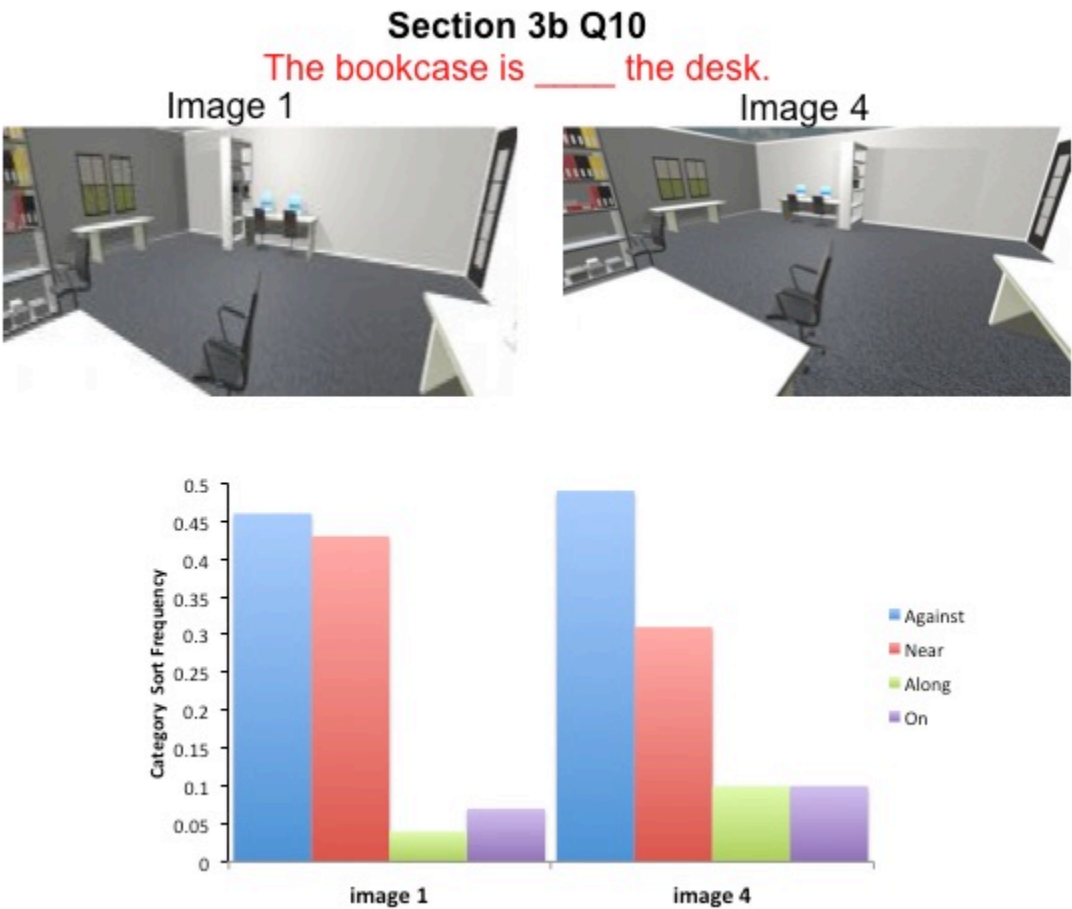 Section 3b Q10
The bookcase is ____ the desk.
Image 1
Image 4
0.5
0.45
0.4
0.35
0.3
0.25
0.2
0.15
0.1
0.05
0
Category Sort Frequency
image 1
image 4
Against
Near
Along
On